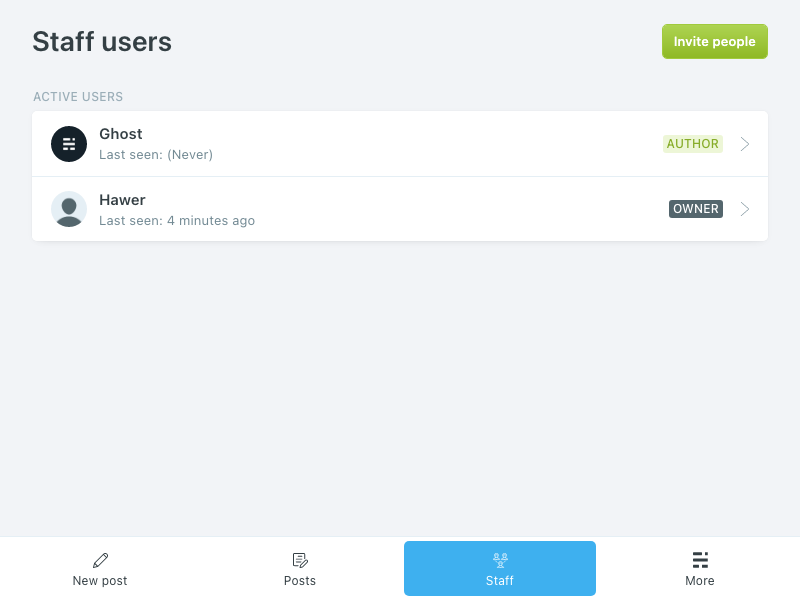 Staff users
Invite people
ACTIVE USERS
Ghost
Last seen: (Never)
AUTHOR
Hawer
Last seen: 4 minutes ago
OWNER
New post
Posts
Staff
More